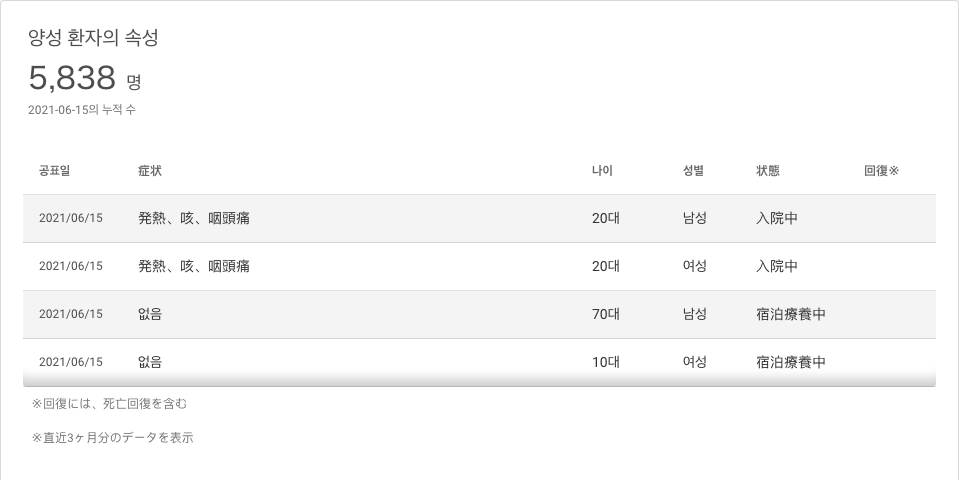 양성 환자의 속성
5,838 명
2021-06-15의 누적 수
공표일 症状 나이 성별 状態 回復※
2021/06/15 発熱、咳、咽頭痛 20대 남성 入院中
2021/06/15 発熱、咳、咽頭痛 20대 여성 入院中
2021/06/15 없음 70대 남성 宿泊療養中
2021/06/15 없음 10대 여성 宿泊療養中
※回復には、死亡回復を含む
※直近3ヶ月分のデータを表示